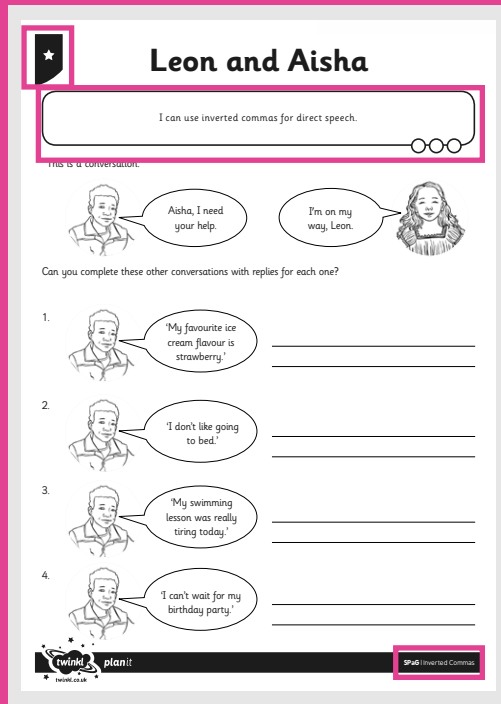 Leon and Aisha
I can use inverted commas for direct speech.
This is a conversation.
Aisha, I need
your help.
I'm on my
way, Leon.
Can you complete these other conversations with replies for each one?
1.
‘My favourite ice
cream flavour is
strawberry.’
2.
‘I don't like going
to bed.’
3.
‘My swimming
lesson was really
tiring today.’
4.
‘I can't wait for my
birthday party.’
twinkl planit
twinkl.co.uk
SPaG | Inverted Commas